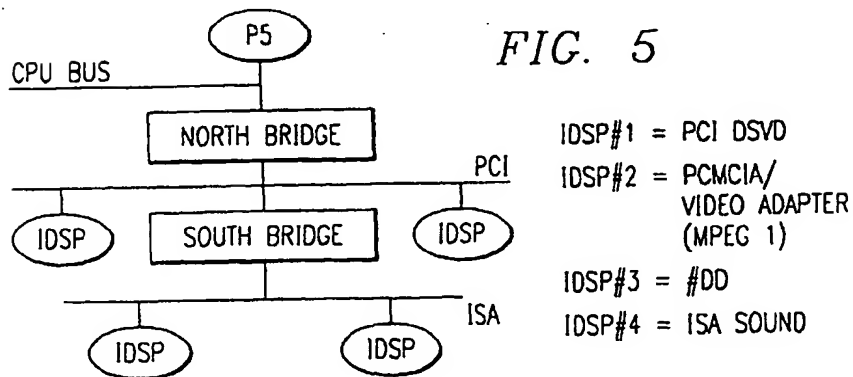 P5
FIG. 5
CPU BUS
NORTH BRIDGE
PCI
IDSP
SOUTH BRIDGE
IDSP
ISA
IDSP
IDSP
IDSP#1 = PCI DSVD
IDSP#2 = PCMCIA/
VIDEO ADAPTER
(MPEG 1)
IDSP#3 = #DD
IDSP#4 = ISA SOUND